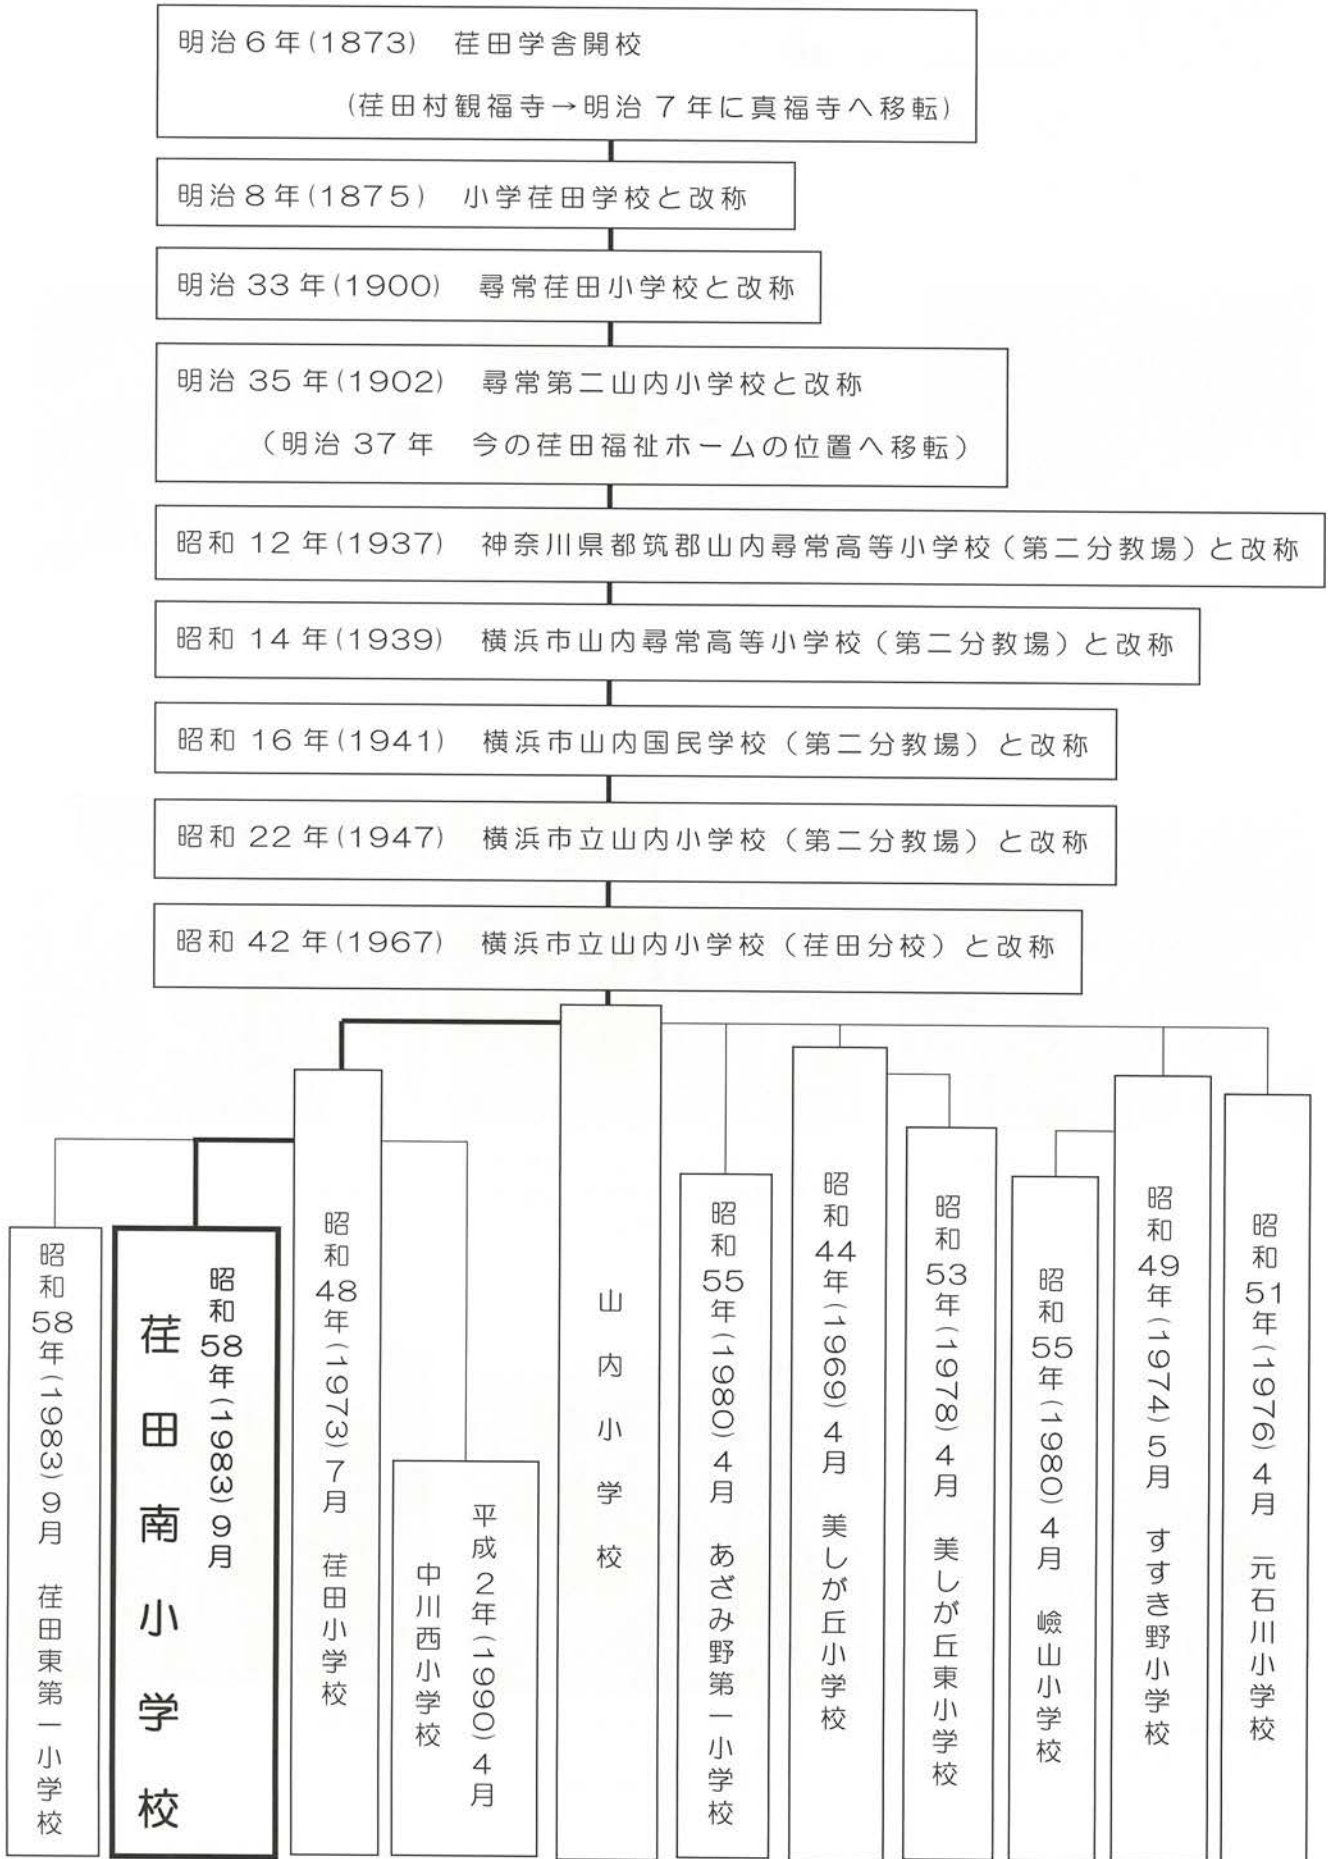 明治6年(1873) 荏田学舎開校
(荏田村観福寺→明治7年に真福寺へ移転)
明治8年(1875) 小学荏田学校と改称
明治33年(1900) 尋常荏田小学校と改称
明治35年(1902) 尋常第二山内小学校と改称
(明治37年 今の荏田福祉ホームの位置へ移転)
昭和12年(1937) 神奈川県都筑郡山内尋常高等小学校(第二分教場)と改称
昭和14年(1939) 横浜市山内尋常高等小学校(第二分教場)と改称
昭和16年(1941) 横浜市山内国民学校(第二分教場)と改称
昭和22年(1947) 横浜市立山内小学校(第二分教場)と改称
昭和42年(1967) 横浜市立山内小学校(荏田分校)と改称
昭和58年(1983)9月 荏田東第一小学校
昭和58年(1983)9月
荏田南小学校
昭和48年(1973)7月 荏田小学校
平成2年(1990)4月
中川西小学校
山内小学校
昭和55年(1980)4月 あざみ野第一小学校
昭和44年(1969)4月 美しが丘小学校
昭和53年(1978)4月 美しが丘東小学校
昭和55年(1980)4月 嶮山小学校
昭和49年(1974)5月 すすき野小学校
昭和51年(1976)4月 元石川小学校